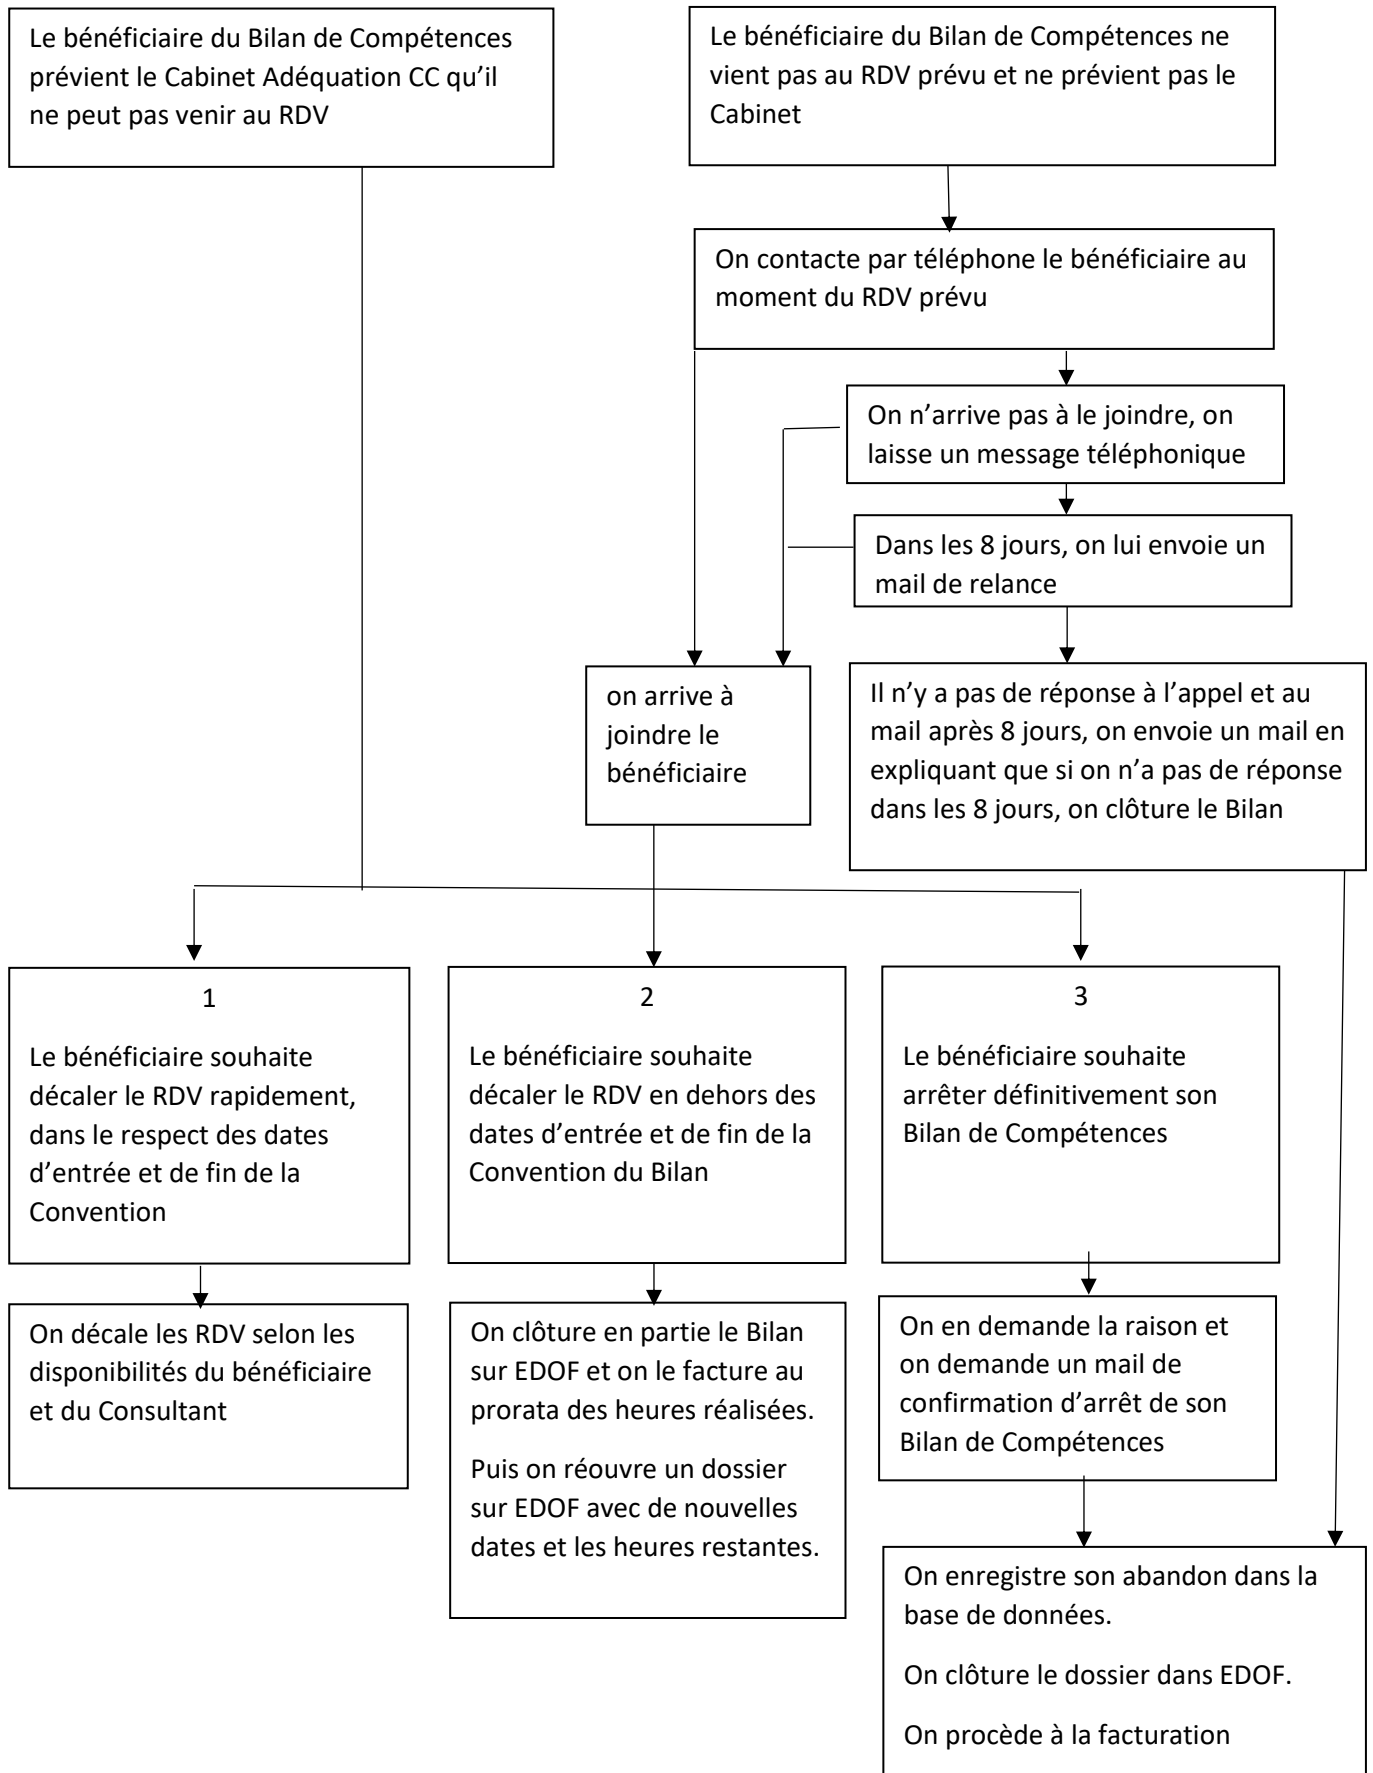 Le bénéficiaire du Bilan de Compétences
prévient le Cabinet Adéquation CC qu’il
ne peut pas venir au RDV
Le bénéficiaire du Bilan de Compétences ne
vient pas au RDV prévu et ne prévient pas le
Cabinet
On contacte par téléphone le bénéficiaire au
moment du RDV prévu
On n’arrive pas à le joindre, on
laisse un message téléphonique
Dans les 8 jours, on lui envoie un
mail de relance
on arrive à
joindre le
bénéficiaire
Il n’y a pas de réponse à l’appel et au
mail après 8 jours, on envoie un mail en
expliquant que si on n’a pas de réponse
dans les 8 jours, on clôture le Bilan
1
Le bénéficiaire souhaite
décaler le RDV rapidement,
dans le respect des dates
d’entrée et de fin de la
Convention
2
Le bénéficiaire souhaite
décaler le RDV en dehors des
dates d’entrée et de fin de la
Convention du Bilan
3
Le bénéficiaire souhaite
arrêter définitivement son
Bilan de Compétences
On décale les RDV selon les
disponibilités du bénéficiaire
et du Consultant
On clôture en partie le Bilan
sur EDOF et on le facture au
prorata des heures réalisées.
Puis on réouvre un dossier
sur EDOF avec de nouvelles
dates et les heures restantes.
On en demande la raison et
on demande un mail de
confirmation d’arrêt de son
Bilan de Compétences
On enregistre son abandon dans la
base de données.
On clôture le dossier dans EDOF.
On procède à la facturation